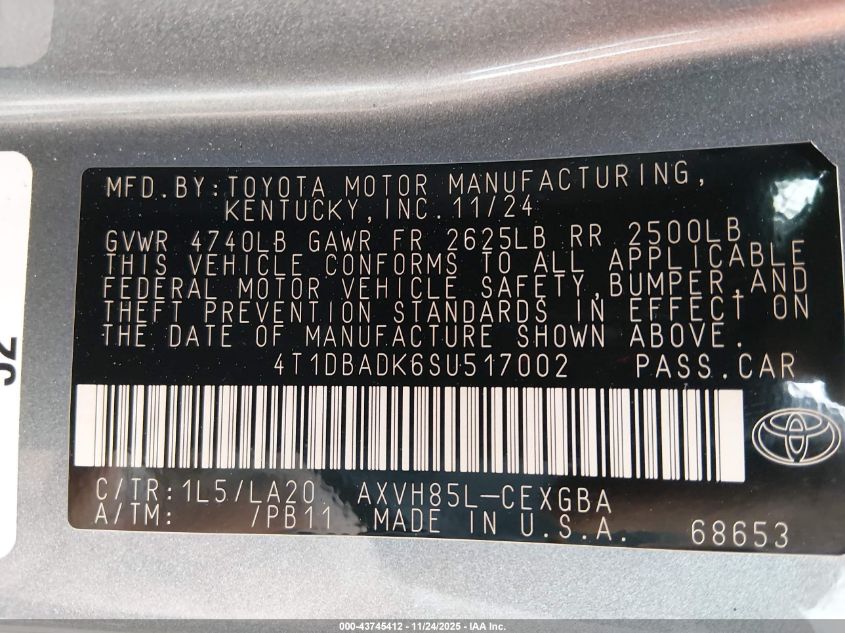 MFD.BY:TOYOTA MOTOR MANUFACTURING,
KENTUCKY,INC.11/24
GVWR 4740LB GAWR FR 2625LB RR 2500LB
THIS VEHICLE CONFORMS TO ALL APPLICABLE
FEDERAL MOTOR VEHICLE SAFETY,BUMPER,AND
THEFT PREVENTION STANDARDS IN EFFECT ON
THE DATE OF MANUFACTURE SHOWN ABOVE.
4T1DBADK6SU517002 PASS.CAR
C/TR:1L5/LA20 AXVH85L-CEXGBA
A/TM: /PB11 MADE IN U.S.A. 68653
000-43745412 - 11/24/2025 - IAA Inc.